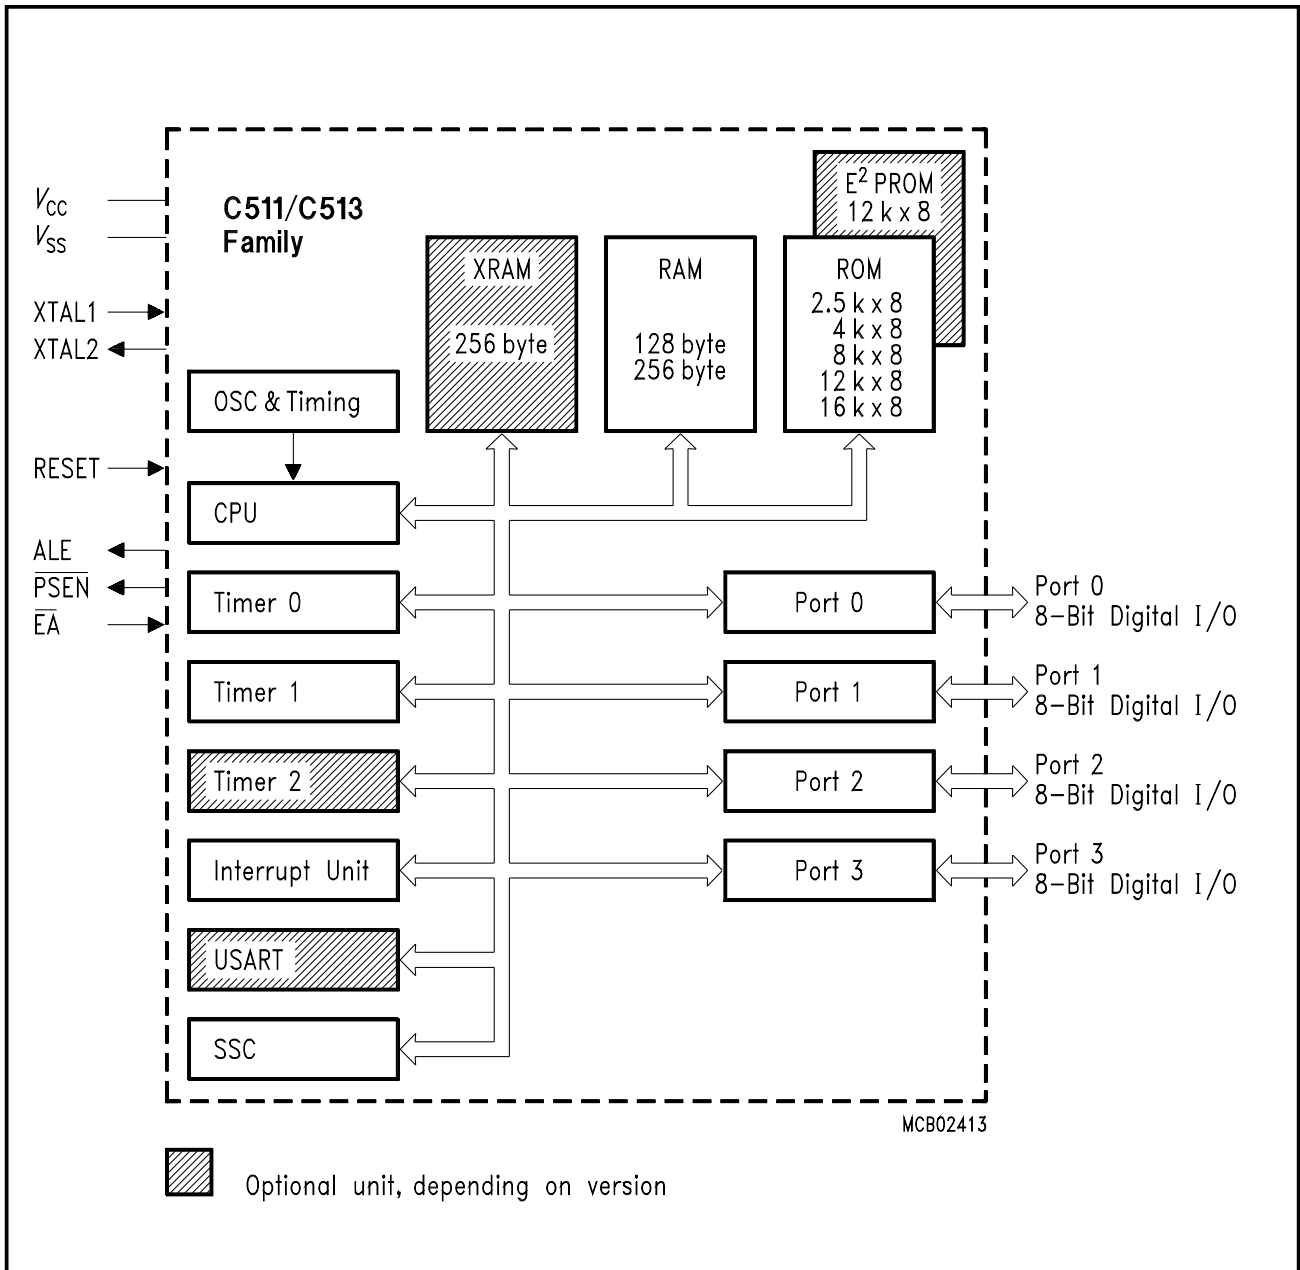 C511/C513
Family
V_CC
V_SS
XTAL1
XTAL2
RESET
ALE
P̅S̅E̅N̅
E̅A̅
E² PROM
12 k x 8
XRAM
256 byte
RAM
128 byte
256 byte
ROM
2.5 k x 8
4 k x 8
8 k x 8
12 k x 8
16 k x 8
OSC & Timing
CPU
Timer 0
Timer 1
Timer 2
Interrupt Unit
USART
SSC
Port 0
Port 1
Port 2
Port 3
Port 0
8-Bit Digital I/O
Port 1
8-Bit Digital I/O
Port 2
8-Bit Digital I/O
Port 3
8-Bit Digital I/O
MCB02413
Optional unit, depending on version